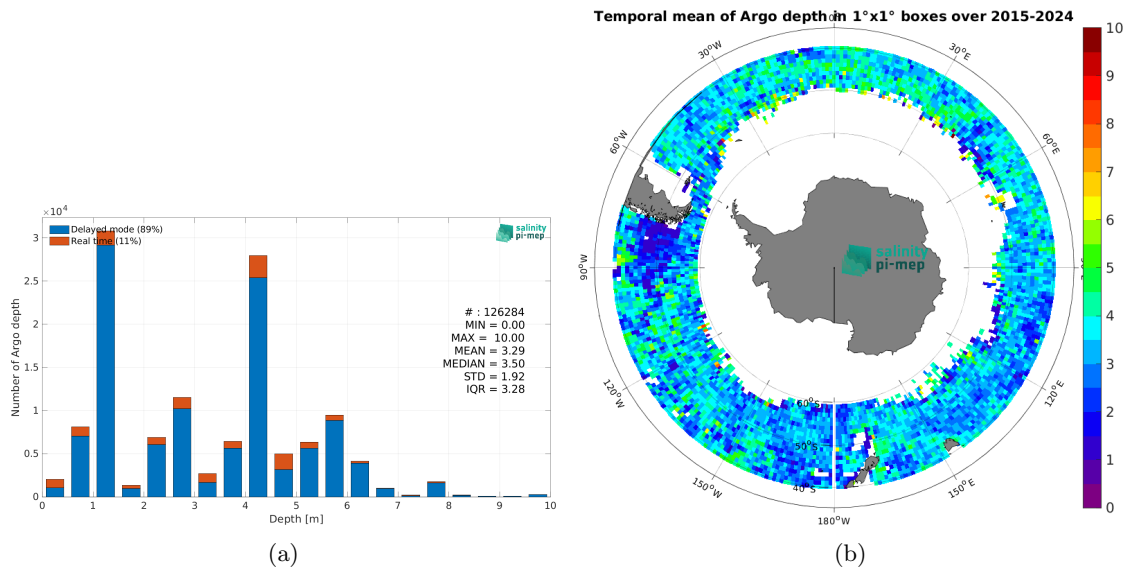 ×10⁴
Delayed mode (89%)
Real time (11%)
salinity
pi-mep
3
2.5
2
1.5
1
0.5
0
Number of Argo depth
# : 126284
MIN = 0.00
MAX = 10.00
MEAN = 3.29
MEDIAN = 3.50
STD = 1.92
IQR = 3.28
0 1 2 3 4 5 6 7 8 9 10
Depth [m]
(a)
Temporal mean of Argo depth in 1°x1° boxes over 2015-2024
30°W
30°E
60°W
60°E
90°W
salinity
pi-mep
120°W
120°E
60°S
50°S
40°S
150°W
150°E
180°W
10
9
8
7
6
5
4
3
2
1
0
(b)